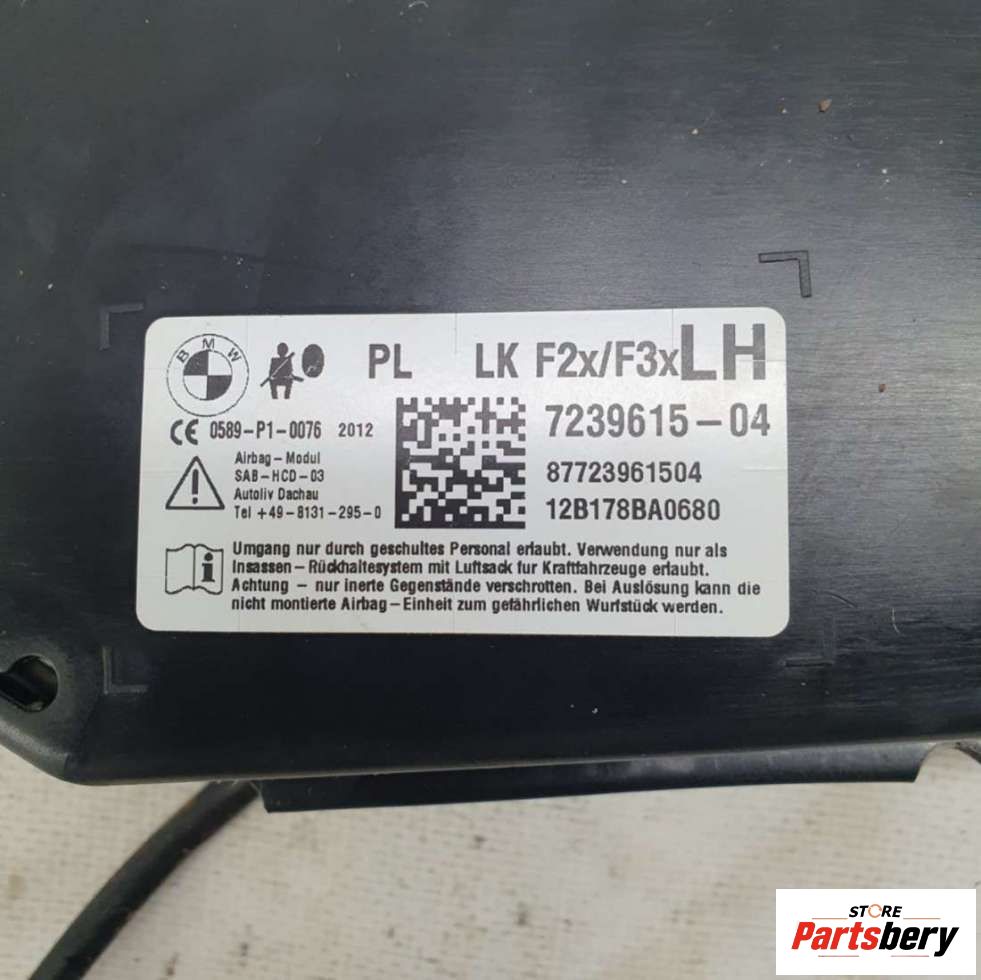 BMW
PL LK F2x/F3x LH
CE 0589-P1-0076 2012
7239615-04
Airbag-Modul
SAB-HCD-03
Autoliv Dachau
Tel +49-8131-295-0
87723961504
12B178BA0680
Umgang nur durch geschultes Personal erlaubt. Verwendung nur als
Insassen-Rückhaltesystem mit Luftsack für Kraftfahrzeuge erlaubt.
Achtung - nur inerte Gegenstände verschrotten. Bei Auslösung kann die
nicht montierte Airbag-Einheit zum gefährlichen Wurfstück werden.
STORE
Partsbery